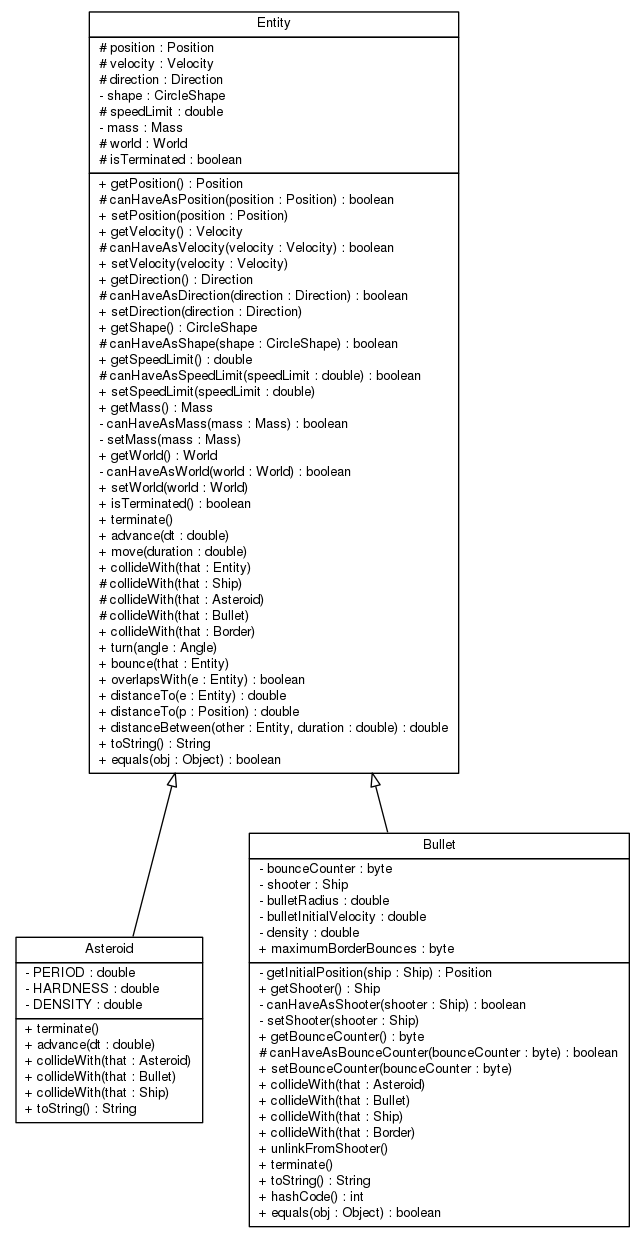 Entity
# position : Position
# velocity : Velocity
# direction : Direction
- shape : CircleShape
# speedLimit : double
- mass : Mass
# world : World
# isTerminated : boolean
+ getPosition() : Position
# canHaveAsPosition(position : Position) : boolean
+ setPosition(position : Position)
+ getVelocity() : Velocity
# canHaveAsVelocity(velocity : Velocity) : boolean
+ setVelocity(velocity : Velocity)
+ getDirection() : Direction
# canHaveAsDirection(direction : Direction) : boolean
+ setDirection(direction : Direction)
+ getShape() : CircleShape
# canHaveAsShape(shape : CircleShape) : boolean
+ getSpeedLimit() : double
# canHaveAsSpeedLimit(speedLimit : double) : boolean
+ setSpeedLimit(speedLimit : double)
+ getMass() : Mass
- canHaveAsMass(mass : Mass) : boolean
- setMass(mass : Mass)
+ getWorld() : World
- canHaveAsWorld(world : World) : boolean
+ setWorld(world : World)
+ isTerminated() : boolean
+ terminate()
+ advance(dt : double)
+ move(duration : double)
+ collideWith(that : Entity)
# collideWith(that : Ship)
# collideWith(that : Asteroid)
# collideWith(that : Bullet)
+ collideWith(that : Border)
+ turn(angle : Angle)
+ bounce(that : Entity)
+ overlapsWith(e : Entity) : boolean
+ distanceTo(e : Entity) : double
+ distanceTo(p : Position) : double
+ distanceBetween(other : Entity, duration : double) : double
+ toString() : String
+ equals(obj : Object) : boolean
Asteroid
- PERIOD : double
- HARDNESS : double
- DENSITY : double
+ terminate()
+ advance(dt : double)
+ collideWith(that : Asteroid)
+ collideWith(that : Bullet)
+ collideWith(that : Ship)
+ toString() : String
Bullet
- bounceCounter : byte
- shooter : Ship
- bulletRadius : double
- bulletInitialVelocity : double
- density : double
+ maximumBorderBounces : byte
- getInitialPosition(ship : Ship) : Position
+ getShooter() : Ship
- canHaveAsShooter(shooter : Ship) : boolean
- setShooter(shooter : Ship)
+ getBounceCounter() : byte
# canHaveAsBounceCounter(bounceCounter : byte) : boolean
+ setBounceCounter(bounceCounter : byte)
+ collideWith(that : Asteroid)
+ collideWith(that : Bullet)
+ collideWith(that : Ship)
+ collideWith(that : Border)
+ unlinkFromShooter()
+ terminate()
+ toString() : String
+ hashCode() : int
+ equals(obj : Object) : boolean